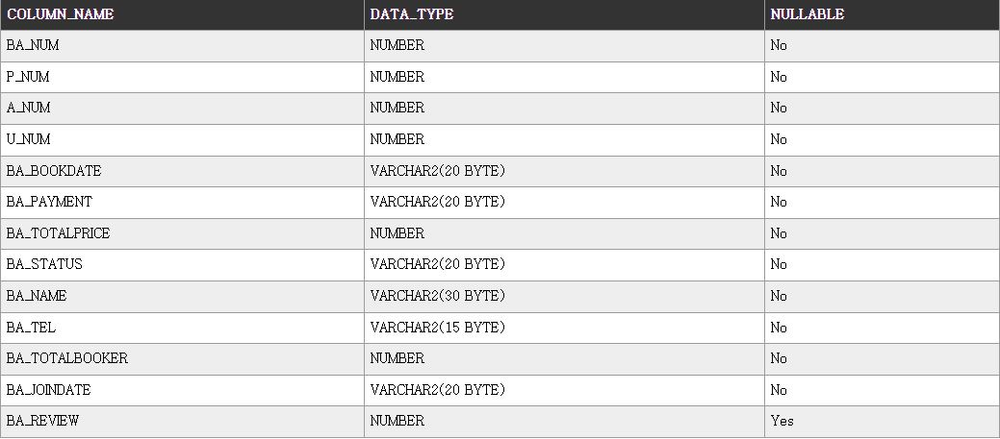 COLUMN_NAME DATA_TYPE NULLABLE
BA_NUM NUMBER No
P_NUM NUMBER No
A_NUM NUMBER No
U_NUM NUMBER No
BA_BOOKDATE VARCHAR2(20 BYTE) No
BA_PAYMENT VARCHAR2(20 BYTE) No
BA_TOTALPRICE NUMBER No
BA_STATUS VARCHAR2(20 BYTE) No
BA_NAME VARCHAR2(30 BYTE) No
BA_TEL VARCHAR2(15 BYTE) No
BA_TOTALBOOKER NUMBER No
BA_JOINDATE VARCHAR2(20 BYTE) No
BA_REVIEW NUMBER Yes